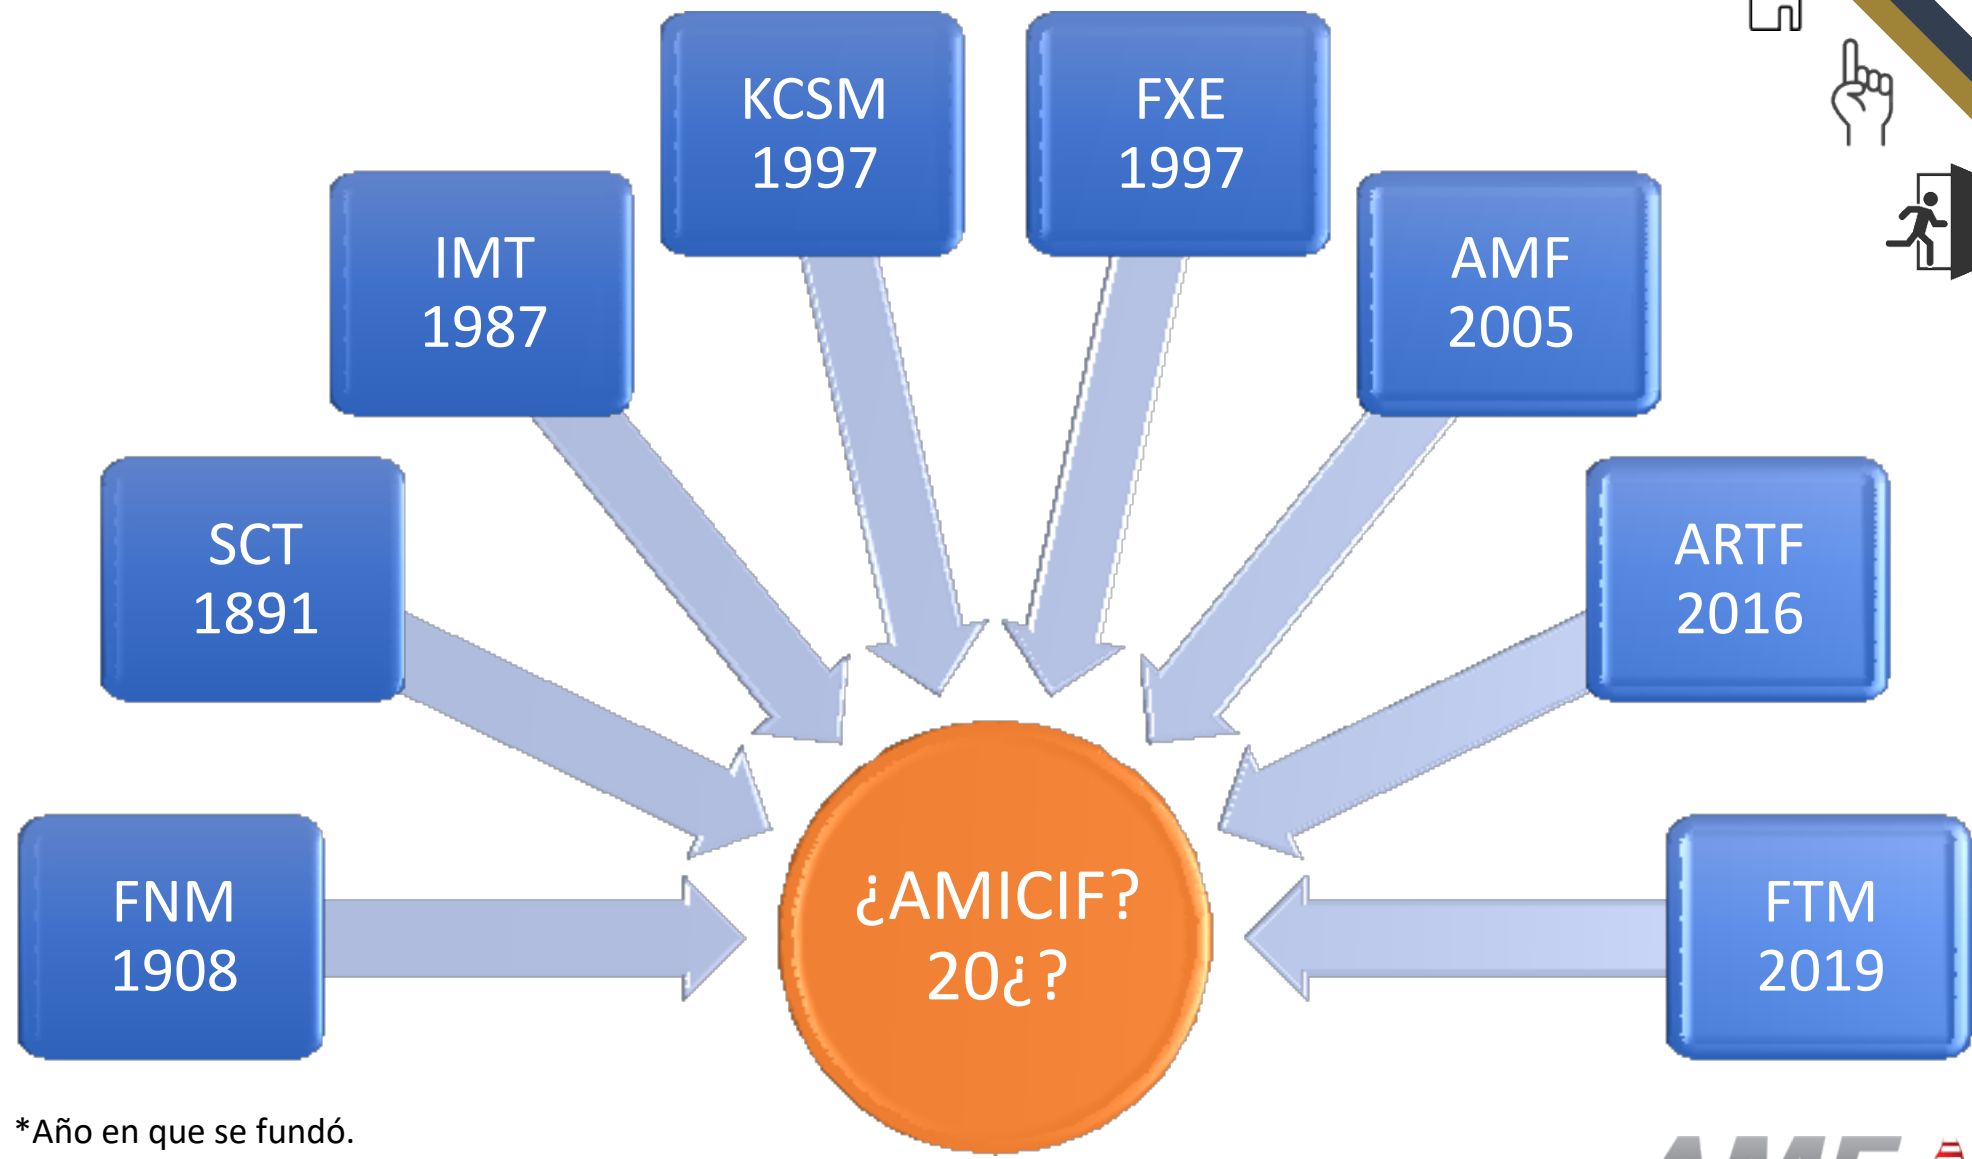 KCSM
1997
FXE
1997
IMT
1987
AMF
2005
SCT
1891
ARTF
2016
FNM
1908
¿AMICIF?
20¿?
FTM
2019
*Año en que se fundó.
AMF